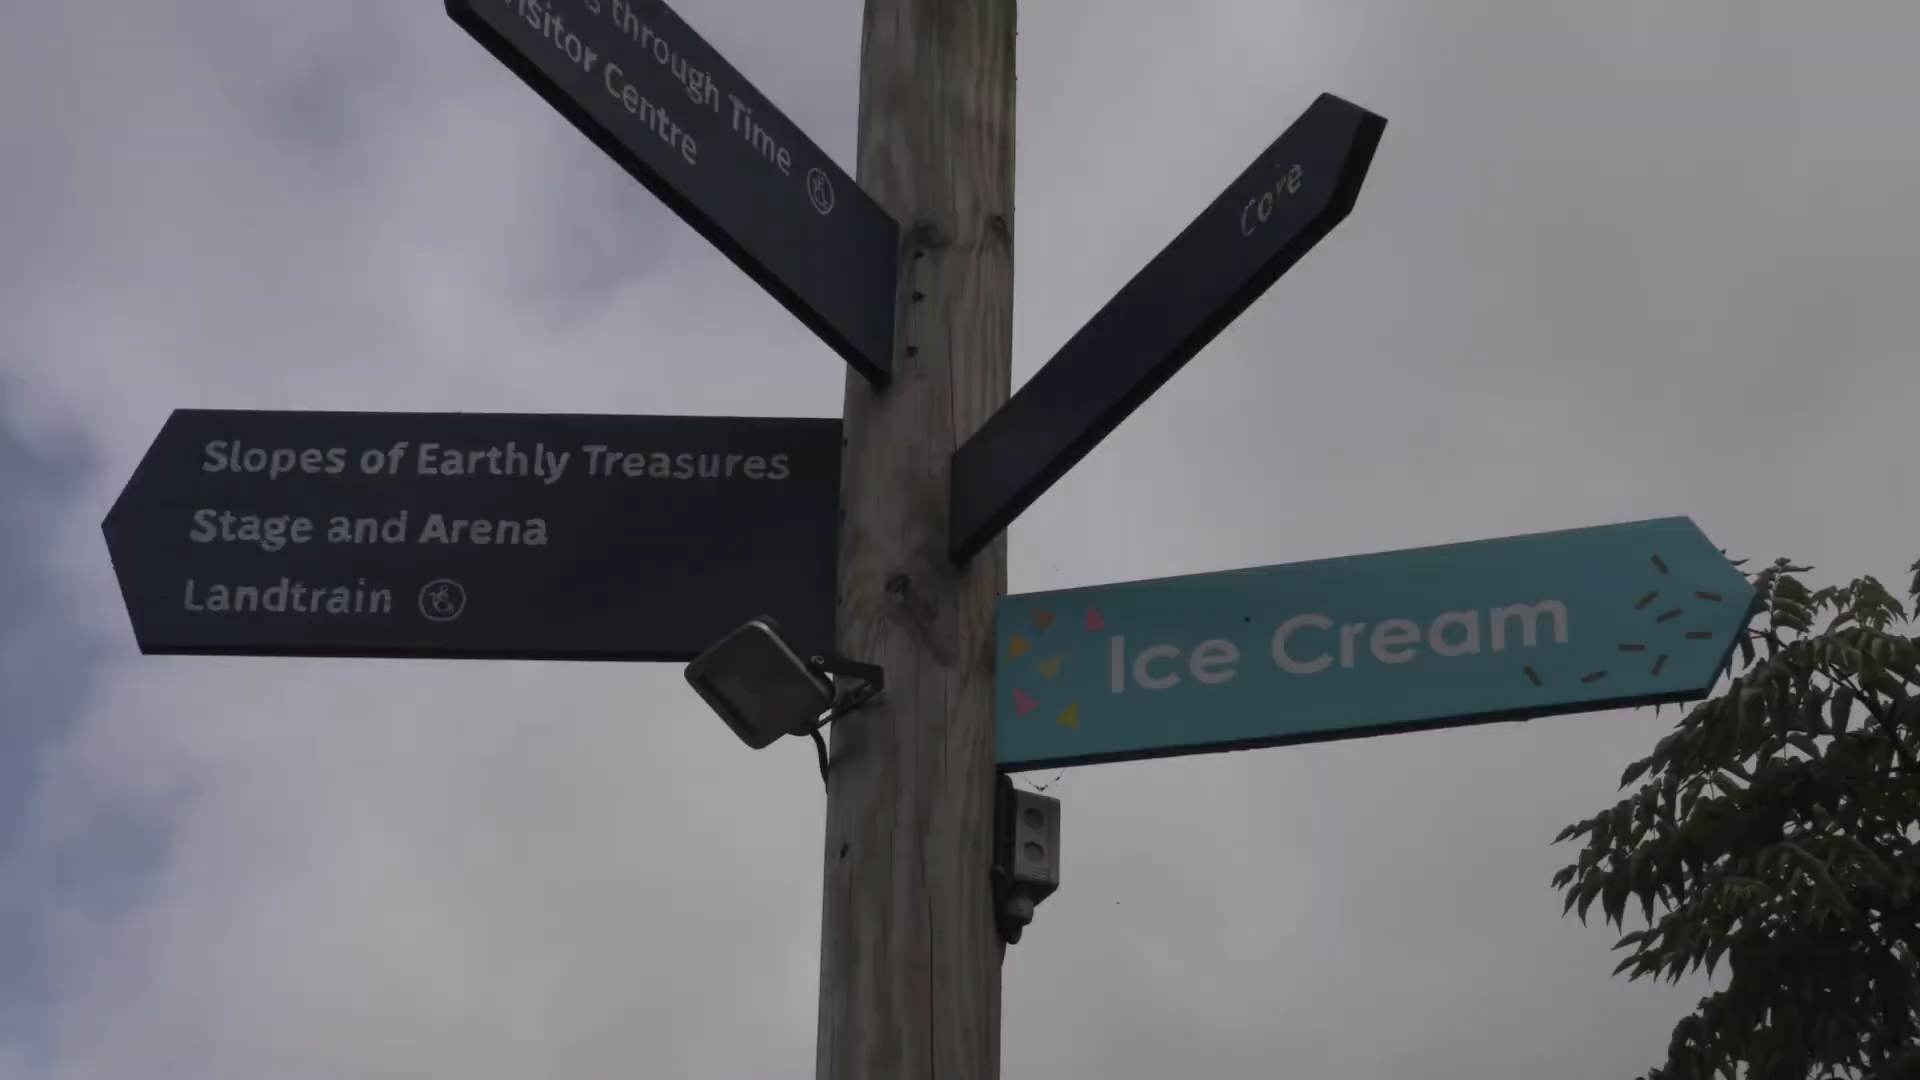 through Time
Visitor Centre
Core
Slopes of Earthly Treasures
Stage and Arena
Landtrain
Ice Cream